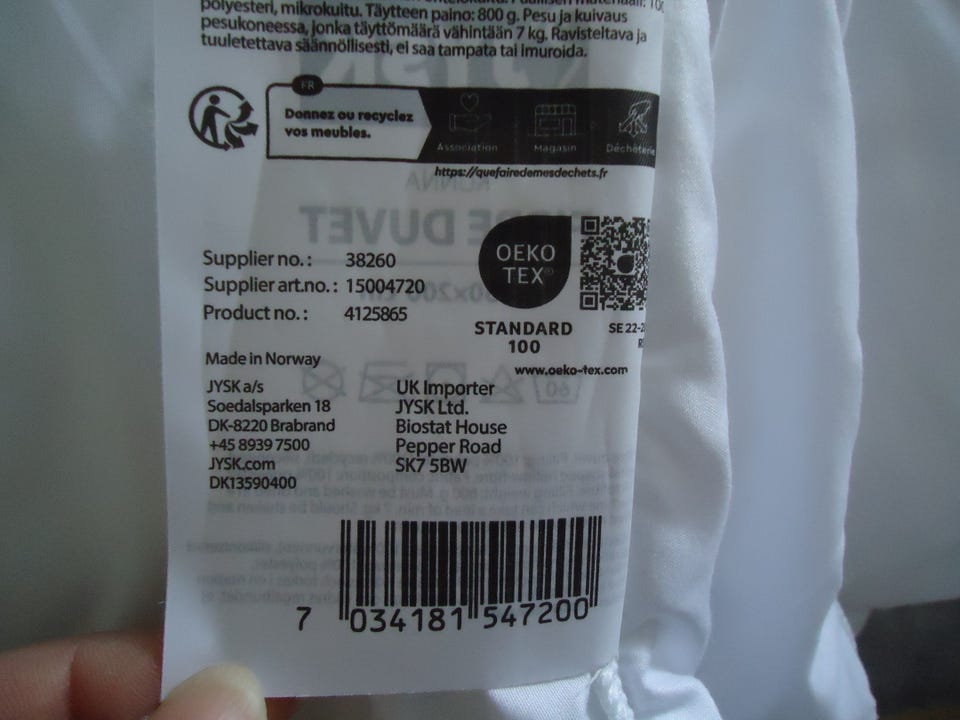 polyesteri, mikrokuitu. Täytteen paino: 800 g. Pesu ja kuivaus
pesukoneessa, jonka täyttömäärä vähintään 7 kg. Ravisteltava ja
tuuletettava säännöllisesti, ei saa tampata tai imuroida.
FR
Donnez ou recyclez
vos meubles.
Association
Magasin
Déchèterie
https://quefairedemesdechets.fr
OEKO
TEX®
STANDARD
100
SE 22-2
www.oeko-tex.com
Supplier no.: 38260
Supplier art.no.: 15004720
Product no.: 4125865
Made in Norway
JYSK a/s
Soedalsparken 18
DK-8220 Brabrand
+45 8939 7500
JYSK.com
DK13590400
UK Importer
JYSK Ltd.
Biostat House
Pepper Road
SK7 5BW
7 034181 547200